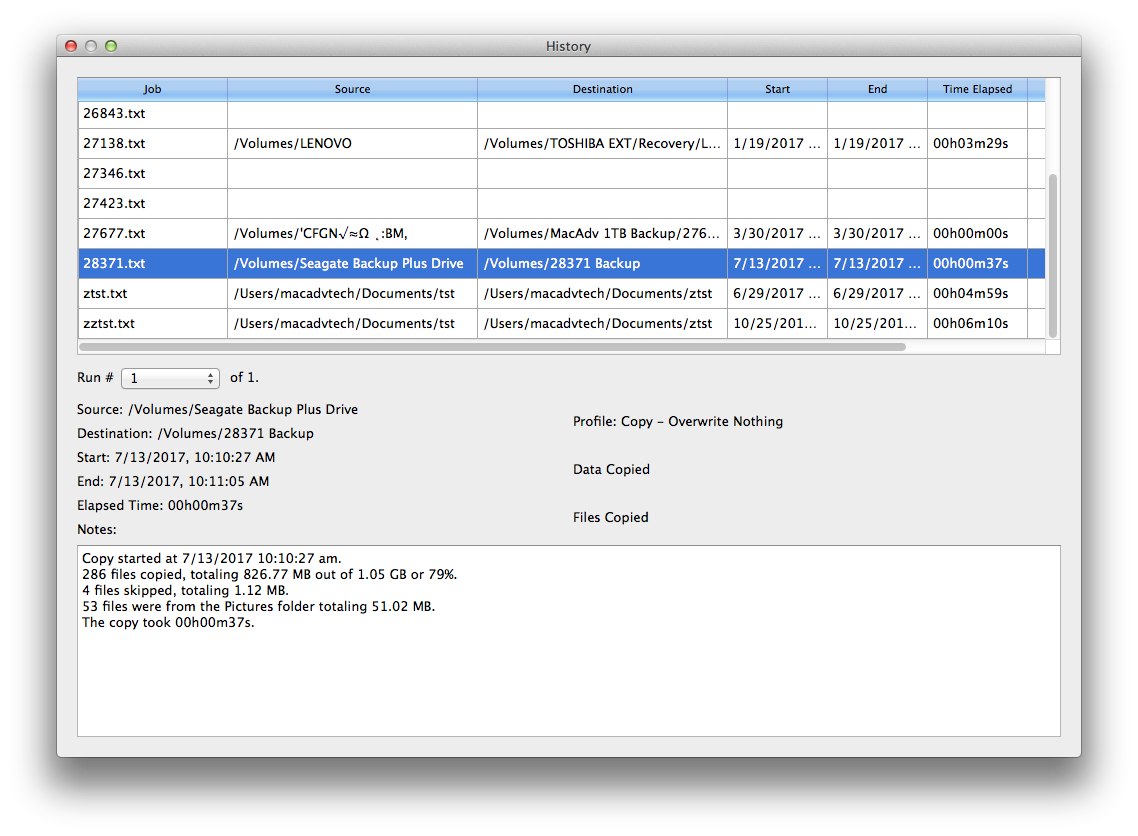 History
Job Source Destination Start End Time Elapsed
26843.txt
27138.txt /Volumes/LENOVO /Volumes/TOSHIBA EXT/Recovery/L... 1/19/2017 ... 1/19/2017 ... 00h03m29s
27346.txt
27423.txt
27677.txt /Volumes/'CFGN√≈Ω ¸:BM, /Volumes/MacAdv 1TB Backup/276... 3/30/2017 ... 3/30/2017 ... 00h00m00s
28371.txt /Volumes/Seagate Backup Plus Drive /Volumes/28371 Backup 7/13/2017 ... 7/13/2017 ... 00h00m37s
ztst.txt /Users/macadvtech/Documents/tst /Users/macadvtech/Documents/ztst 6/29/2017 ... 6/29/2017 ... 00h04m59s
zztst.txt /Users/macadvtech/Documents/tst /Users/macadvtech/Documents/ztst 10/25/201... 10/25/201... 00h06m10s
Run # 1 of 1.
Source: /Volumes/Seagate Backup Plus Drive
Destination: /Volumes/28371 Backup
Start: 7/13/2017, 10:10:27 AM
End: 7/13/2017, 10:11:05 AM
Elapsed Time: 00h00m37s
Notes:
Profile: Copy – Overwrite Nothing
Data Copied
Files Copied
Copy started at 7/13/2017 10:10:27 am.
286 files copied, totaling 826.77 MB out of 1.05 GB or 79%.
4 files skipped, totaling 1.12 MB.
53 files were from the Pictures folder totaling 51.02 MB.
The copy took 00h00m37s.